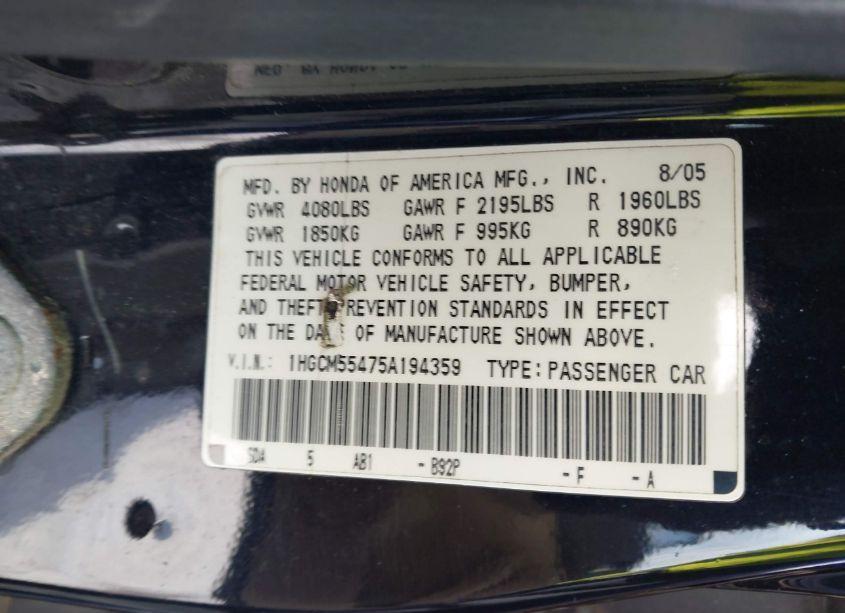 MFD. BY HONDA OF AMERICA MFG., INC. 8/05
GVWR 4080LBS GAWR F 2195LBS R 1960LBS
GVWR 1850KG GAWR F 995KG R 890KG
THIS VEHICLE CONFORMS TO ALL APPLICABLE
FEDERAL MOTOR VEHICLE SAFETY, BUMPER,
AND THEFT PREVENTION STANDARDS IN EFFECT
ON THE DATE OF MANUFACTURE SHOWN ABOVE.
V.I.N.: 1HGCM55475A194359 TYPE: PASSENGER CAR
SDA 5 AB1 - B92P - F - A